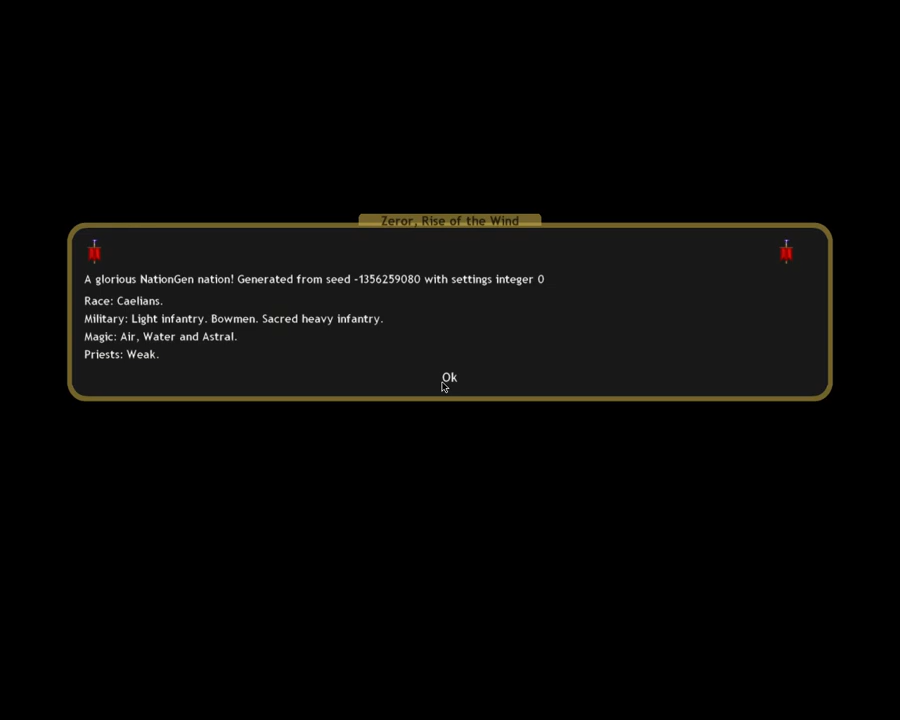 Zeror, Rise of the Wind
A glorious NationGen nation! Generated from seed -1356259080 with settings integer 0
Race: Caelians.
Military: Light infantry. Bowmen. Sacred heavy infantry.
Magic: Air, Water and Astral.
Priests: Weak.
Ok